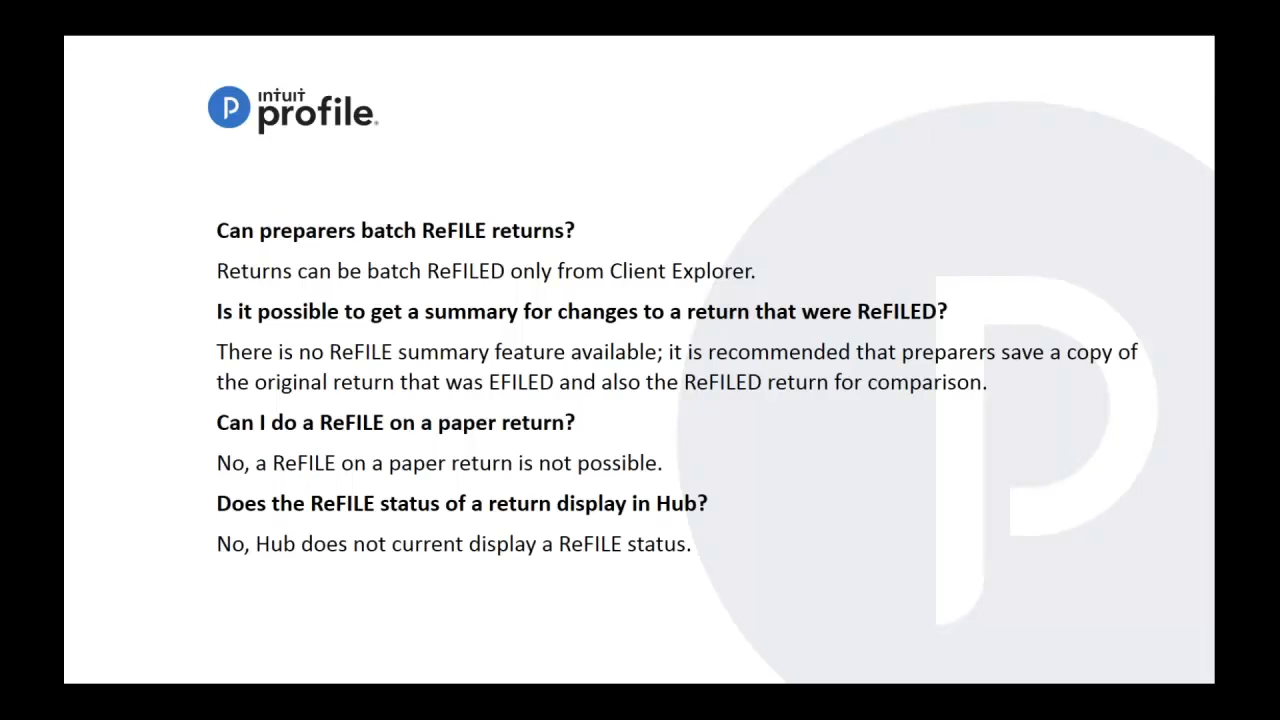 intuit
profile
Can preparers batch ReFILE returns?
Returns can be batch ReFILED only from Client Explorer.
Is it possible to get a summary for changes to a return that were ReFILED?
There is no ReFILE summary feature available; it is recommended that preparers save a copy of
the original return that was EFILED and also the ReFILED return for comparison.
Can I do a ReFILE on a paper return?
No, a ReFILE on a paper return is not possible.
Does the ReFILE status of a return display in Hub?
No, Hub does not current display a ReFILE status.